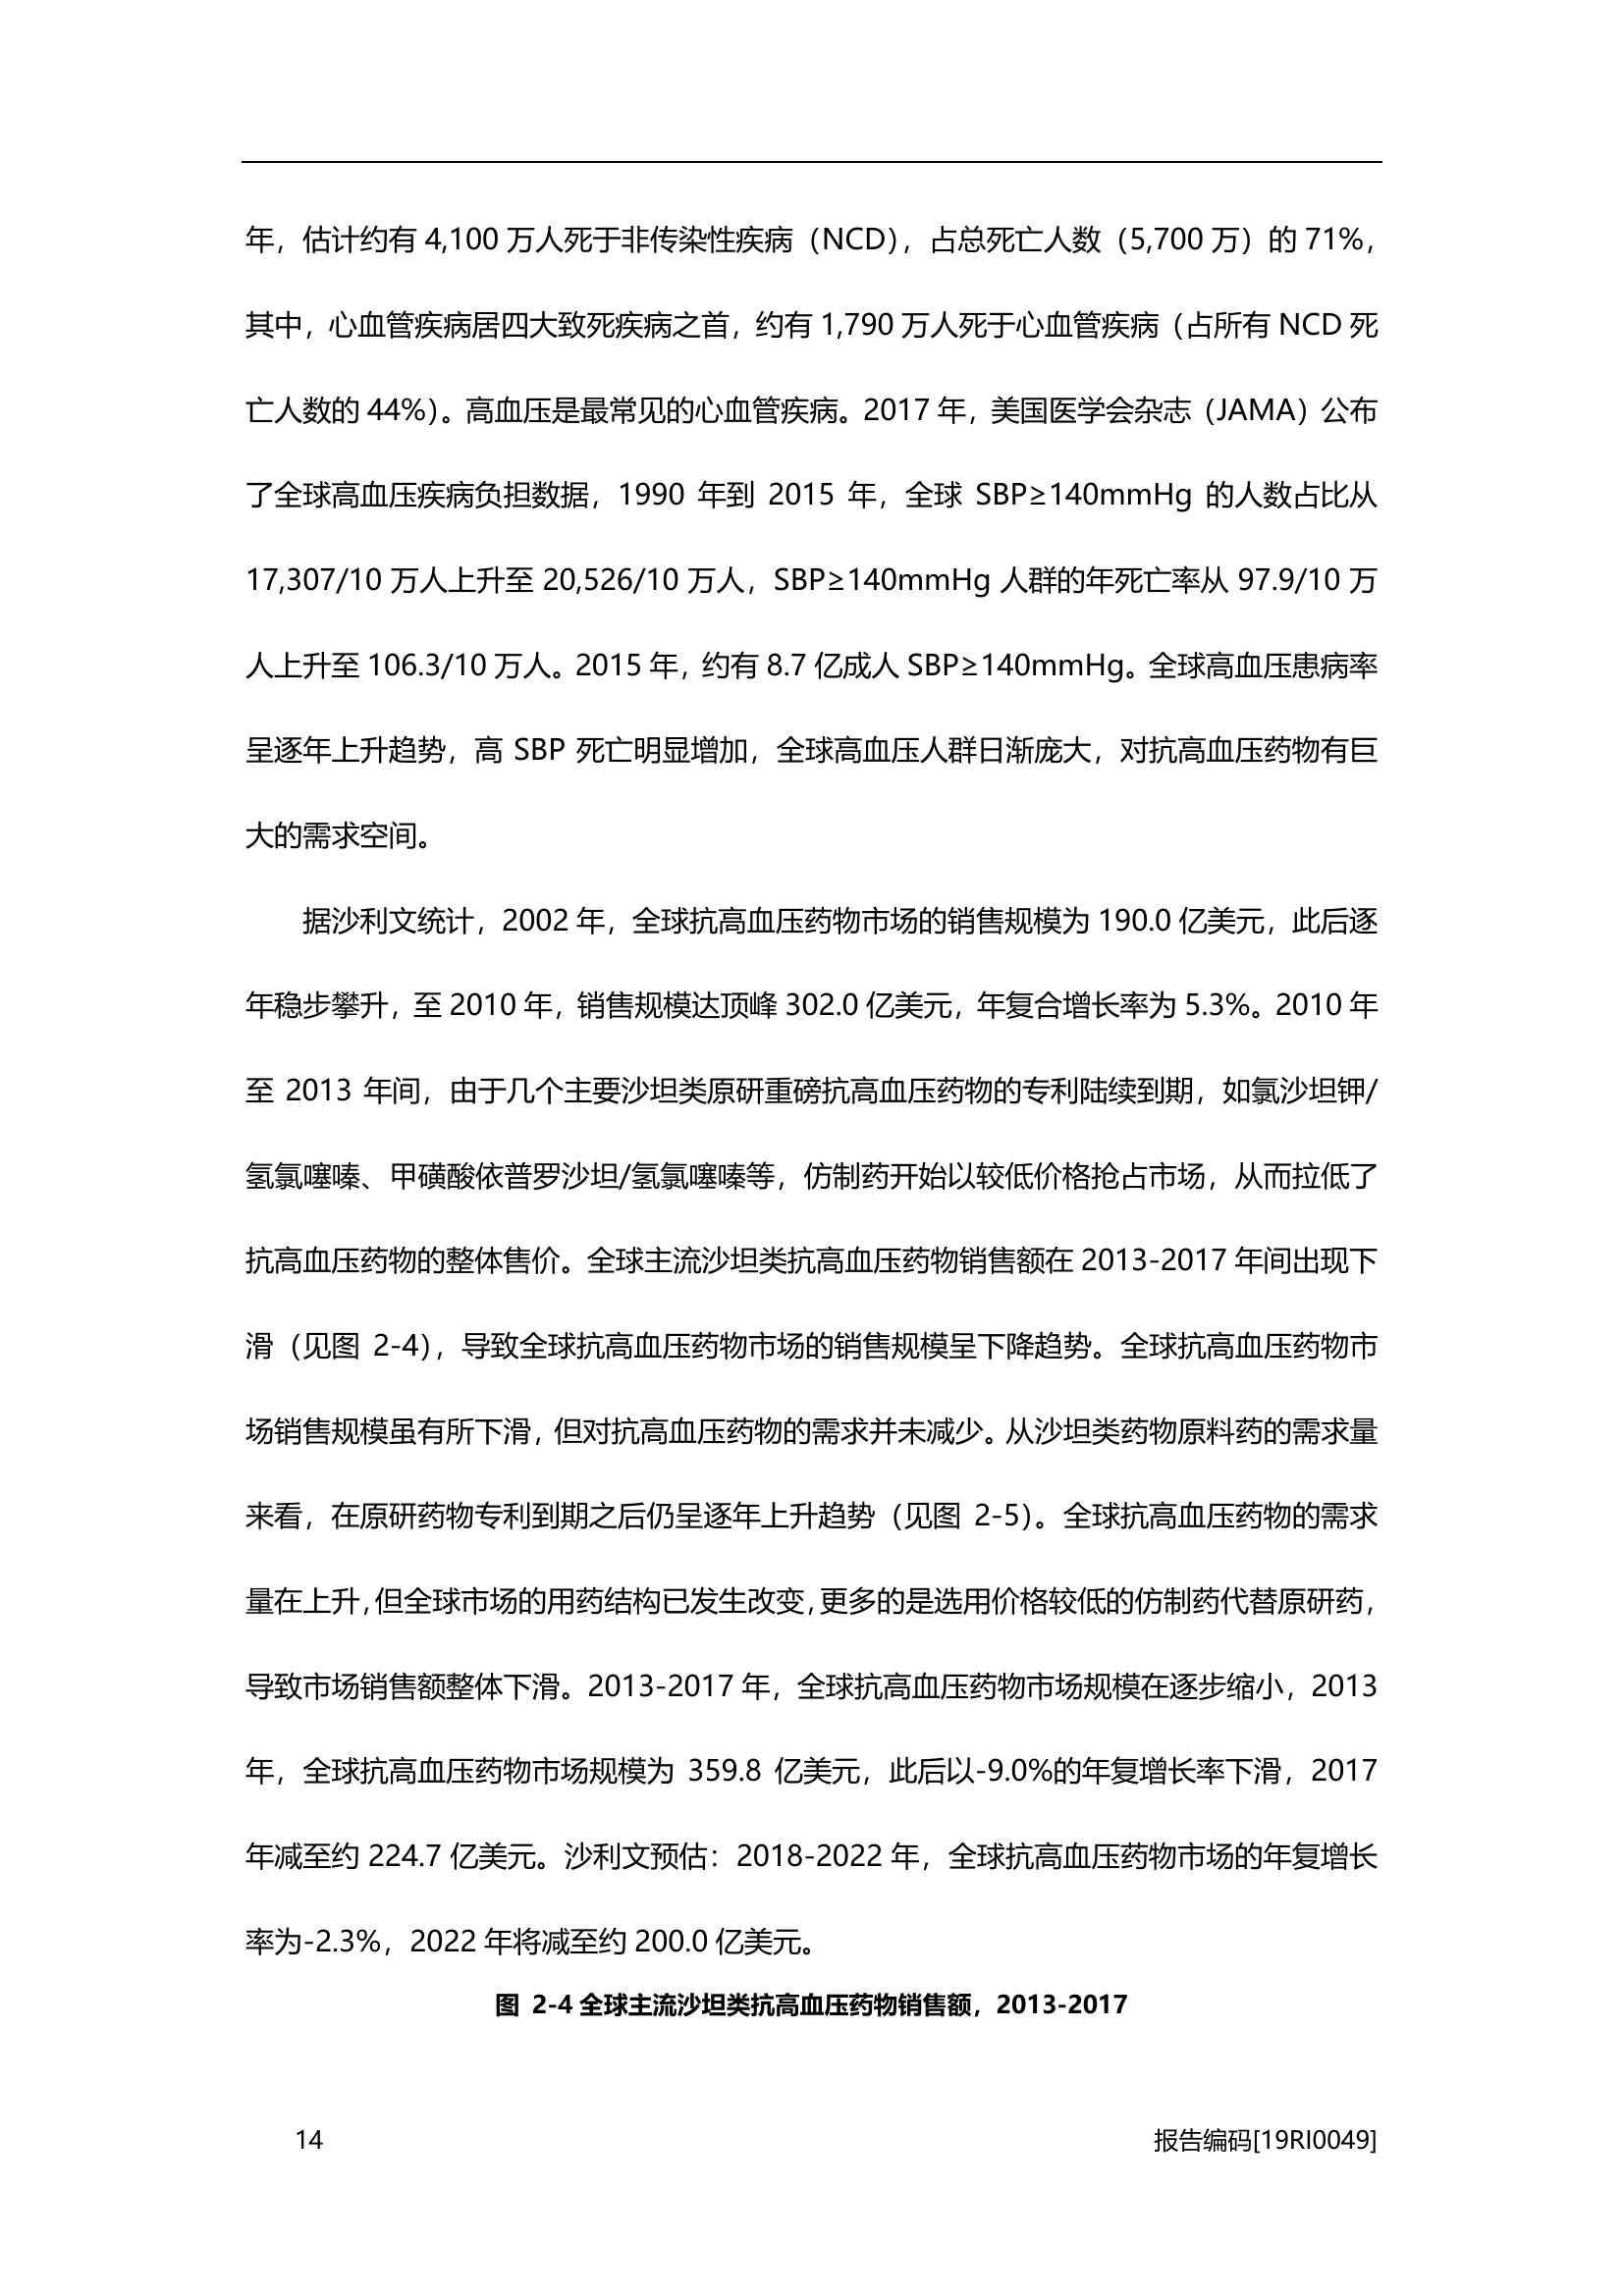 年，估计约有 4,100 万人死于非传染性疾病（NCD），占总死亡人数（5,700 万）的 71%，
其中，心血管疾病居四大致死疾病之首，约有 1,790 万人死于心血管疾病（占所有 NCD 死
亡人数的 44%）。高血压是最常见的心血管疾病。2017 年，美国医学会杂志（JAMA）公布
了全球高血压疾病负担数据，1990 年到 2015 年，全球 SBP≥140mmHg 的人数占比从
17,307/10 万人上升至 20,526/10 万人，SBP≥140mmHg 人群的年死亡率从 97.9/10 万
人上升至 106.3/10 万人。2015 年，约有 8.7 亿成人 SBP≥140mmHg。全球高血压患病率
呈逐年上升趋势，高 SBP 死亡明显增加，全球高血压人群日渐庞大，对抗高血压药物有巨
大的需求空间。
据沙利文统计，2002 年，全球抗高血压药物市场的销售规模为 190.0 亿美元，此后逐
年稳步攀升，至 2010 年，销售规模达顶峰 302.0 亿美元，年复合增长率为 5.3%。2010 年
至 2013 年间，由于几个主要沙坦类原研重磅抗高血压药物的专利陆续到期，如氯沙坦钾/
氢氯噻嗪、甲磺酸依普罗沙坦/氢氯噻嗪等，仿制药开始以较低价格抢占市场，从而拉低了
抗高血压药物的整体售价。全球主流沙坦类抗高血压药物销售额在 2013-2017 年间出现下
滑（见图 2-4），导致全球抗高血压药物市场的销售规模呈下降趋势。全球抗高血压药物市
场销售规模虽有所下滑，但对抗高血压药物的需求并未减少。从沙坦类药物原料药的需求量
来看，在原研药物专利到期之后仍呈逐年上升趋势（见图 2-5）。全球抗高血压药物的需求
量在上升，但全球市场的用药结构已发生改变，更多的是选用价格较低的仿制药代替原研药，
导致市场销售额整体下滑。2013-2017 年，全球抗高血压药物市场规模在逐步缩小，2013
年，全球抗高血压药物市场规模为 359.8 亿美元，此后以-9.0%的年复增长率下滑，2017
年减至约 224.7 亿美元。沙利文预估：2018-2022 年，全球抗高血压药物市场的年复增长
率为-2.3%，2022 年将减至约 200.0 亿美元。
图 2-4 全球主流沙坦类抗高血压药物销售额，2013-2017
14 报告编码[19RI0049]